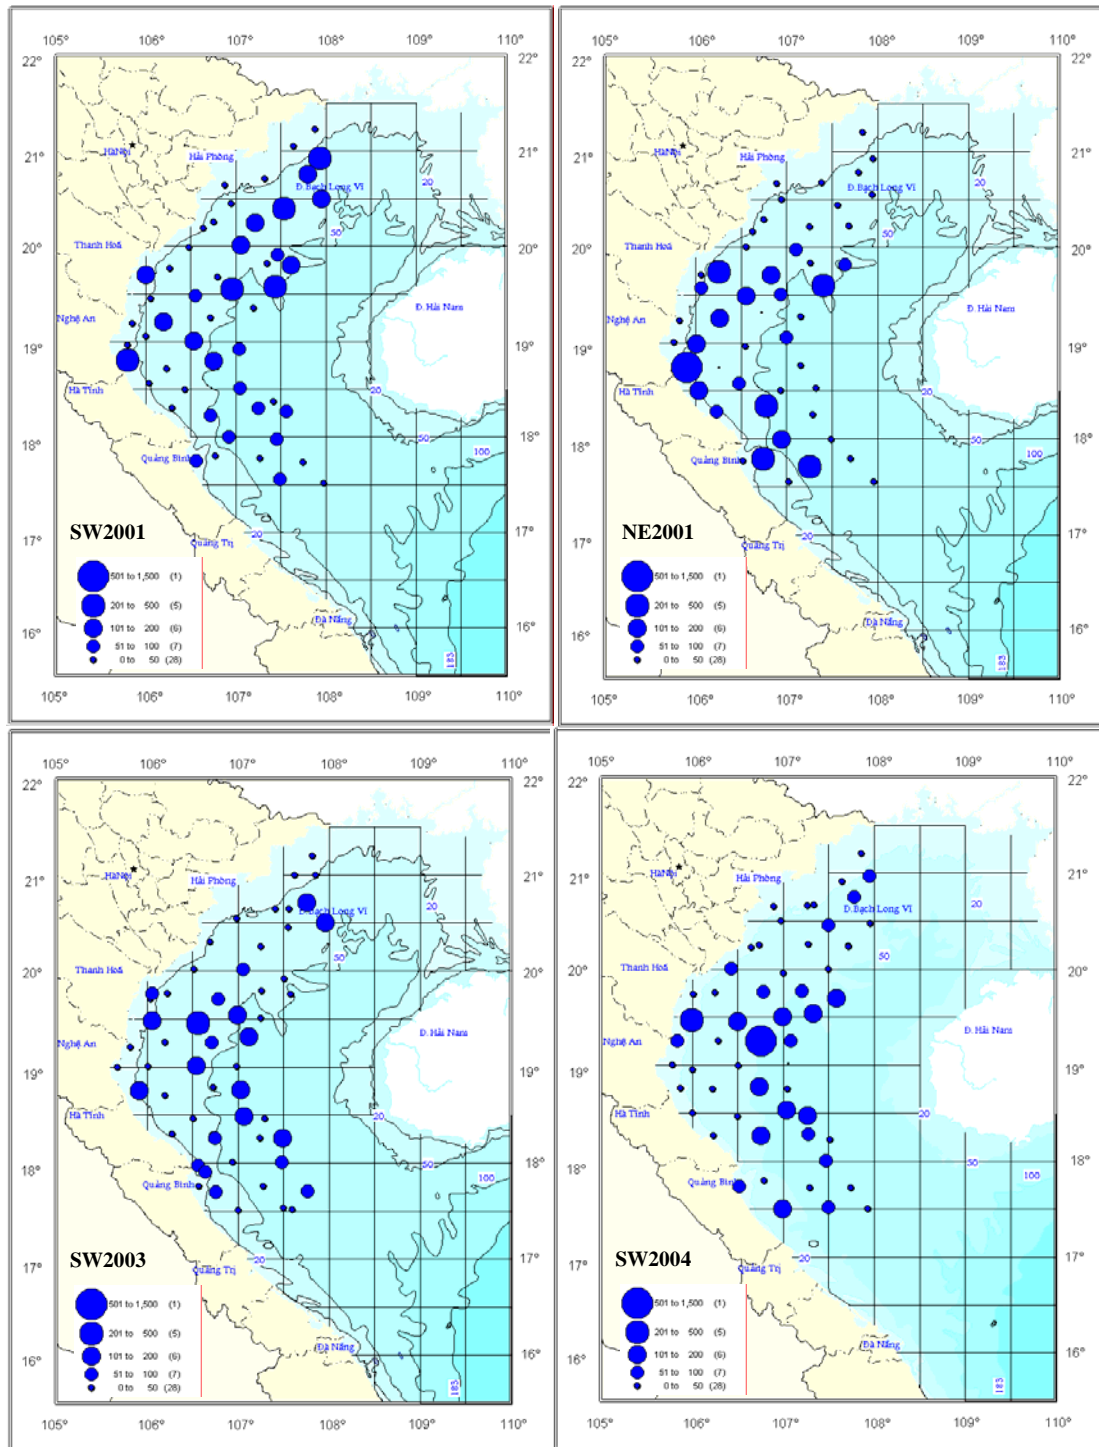 105° 106° 107° 108° 109° 110°
22° 22°
HàNội
Hải Phòng
21° 21°
20
Đ.Bạch Long Vĩ
50
Thanh Hoá
20° 20°
Đ. Hải Nam
Nghệ An
19° 19°
Hà Tĩnh
20
18° 50 18°
100
Quảng Bình
SW2001
17° 20 17°
Quảng Trị
501 to 1,500 (1)
201 to 500 (5)
101 to 200 (6)
51 to 100 (7)
0 to 50 (28)
Đà Nẵng
16° 16°
183
105° 106° 107° 108° 109° 110°
105° 106° 107° 108° 109° 110°
22° 22°
HàNội
Hải Phòng
21° 21°
20
Đ.Bạch Long Vĩ
50
Thanh Hoá
20° 20°
Đ. Hải Nam
Nghệ An
19° 19°
Hà Tĩnh
20
18° 50 18°
100
Quảng Bình
NE2001
17° 20 17°
Quảng Trị
501 to 1,500 (1)
201 to 500 (5)
101 to 200 (6)
51 to 100 (7)
0 to 50 (28)
Đà Nẵng
16° 16°
183
105° 106° 107° 108° 109° 110°
105° 106° 107° 108° 109° 110°
22° 22°
HàNội
Hải Phòng
21° 21°
20
Đ.Bạch Long Vĩ
50
Thanh Hoá
20° 20°
Đ. Hải Nam
Nghệ An
19° 19°
Hà Tĩnh
20
18° 50 18°
100
Quảng Bình
SW2003
17° 20 17°
Quảng Trị
501 to 1,500 (1)
201 to 500 (5)
101 to 200 (6)
51 to 100 (7)
0 to 50 (28)
Đà Nẵng
16° 16°
183
105° 106° 107° 108° 109° 110°
105° 106° 107° 108° 109° 110°
22° 22°
HàNội
Hải Phòng
21° 21°
20
Đ.Bạch Long Vĩ
50
Thanh Hoá
20° 20°
Đ. Hải Nam
Nghệ An
19° 19°
Hà Tĩnh
20
18° 50 18°
100
Quảng Bình
SW2004
17° 20 17°
Quảng Trị
501 to 1,500 (1)
201 to 500 (5)
101 to 200 (6)
51 to 100 (7)
0 to 50 (28)
Đà Nẵng
16° 16°
183
105° 106° 107° 108° 109° 110°